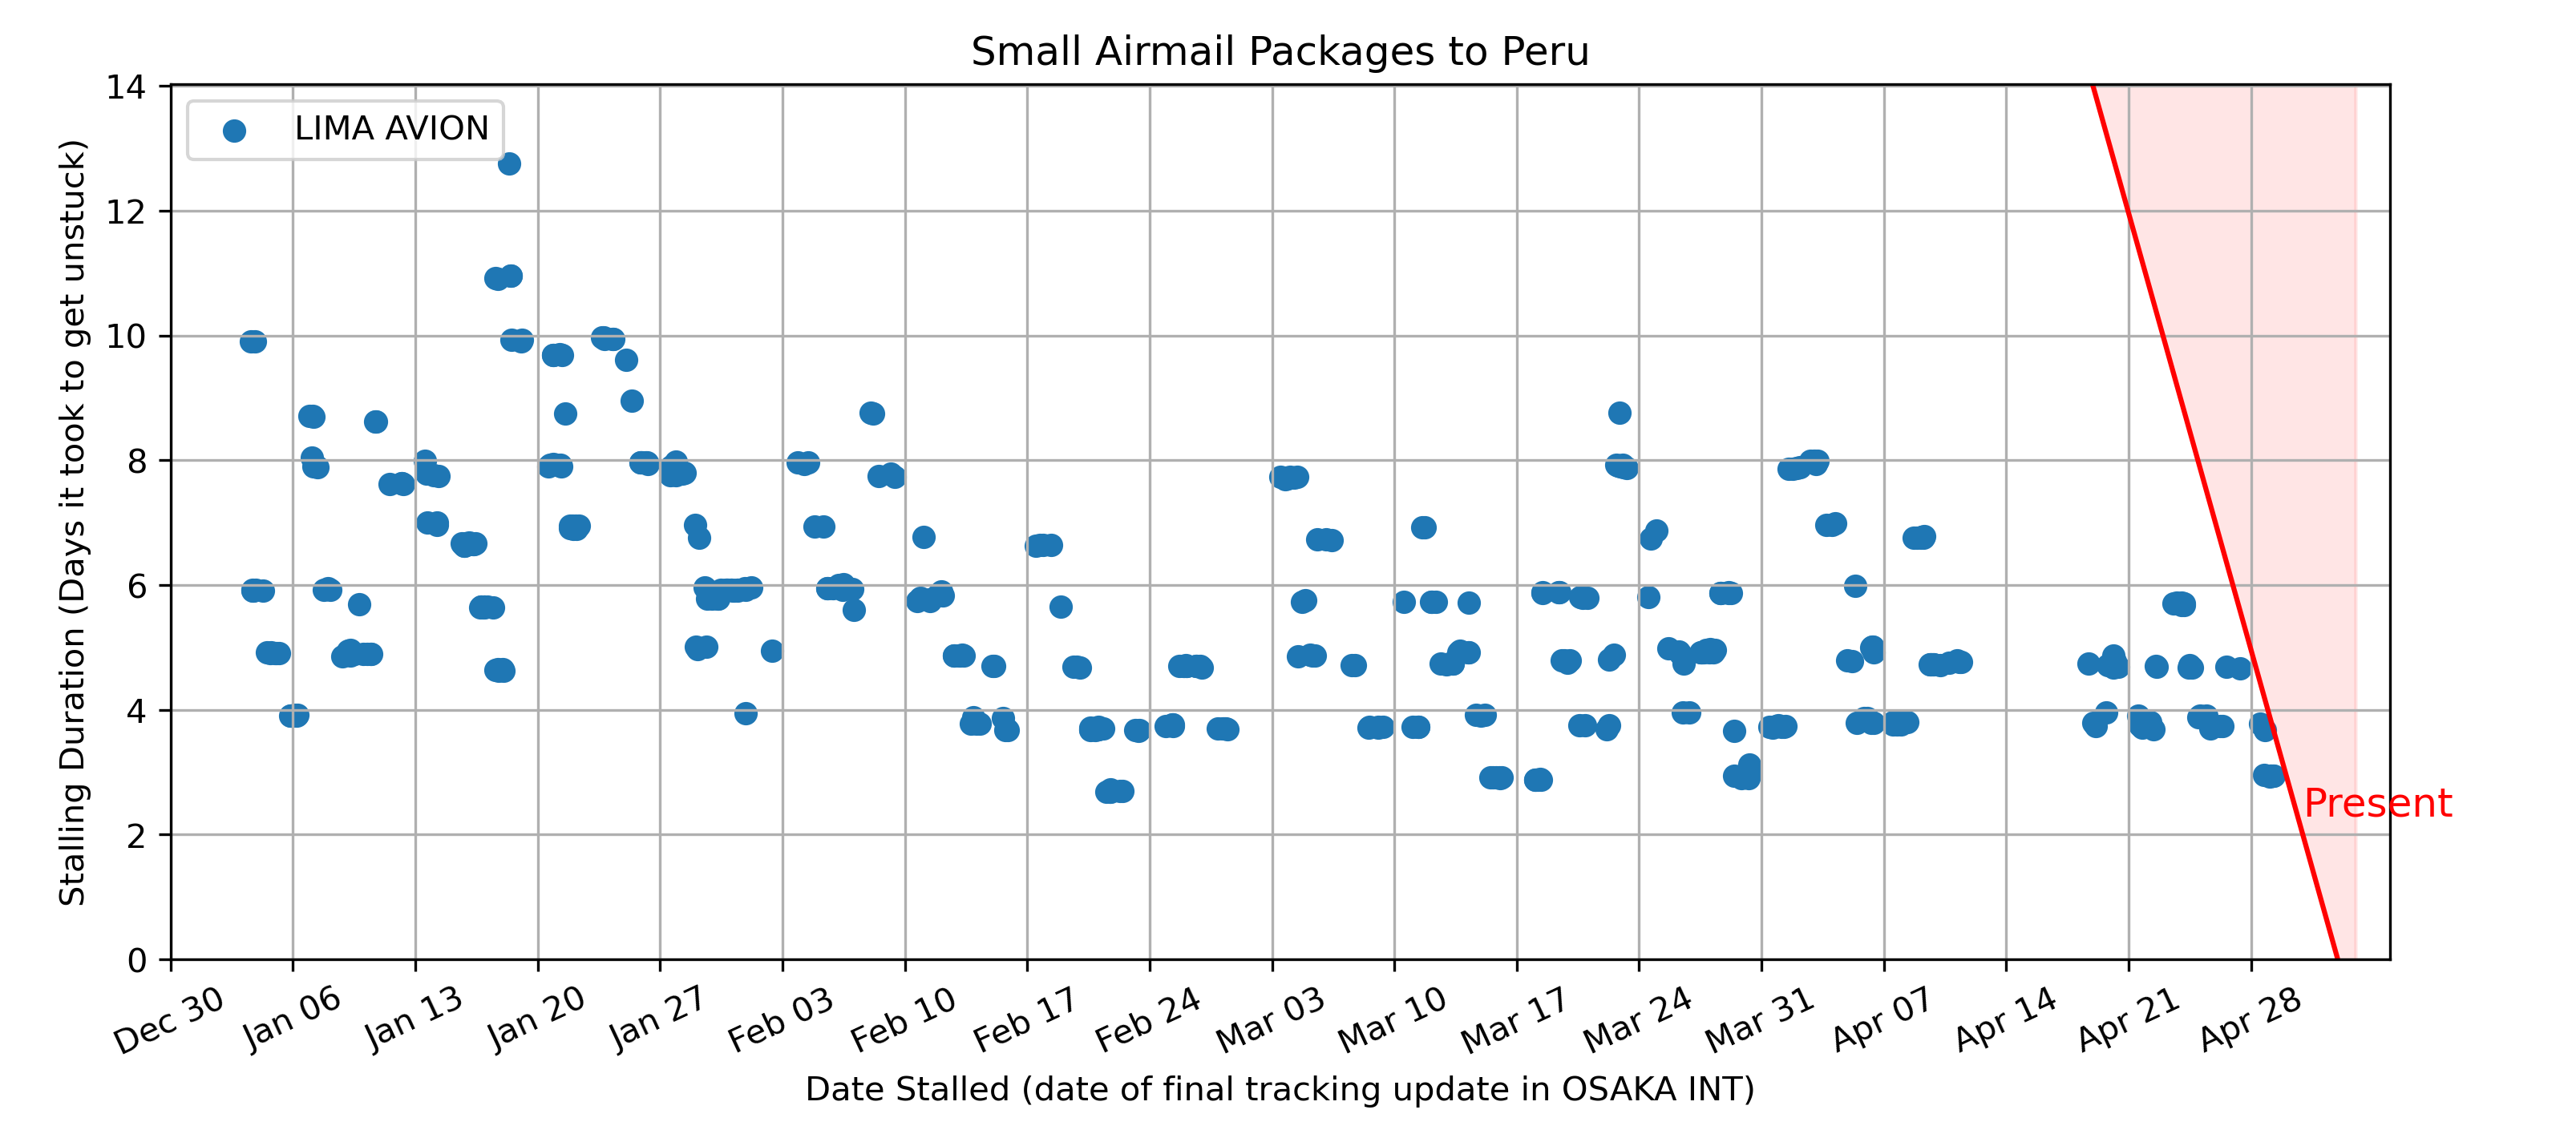 Small Airmail Packages to Peru
LIMA AVION
14
12
10
8
6
4
2
0
Stalling Duration (Days it took to get unstuck)
Present
Dec 30
Jan 06
Jan 13
Jan 20
Jan 27
Feb 03
Feb 10
Feb 17
Feb 24
Mar 03
Mar 10
Mar 17
Mar 24
Mar 31
Apr 07
Apr 14
Apr 21
Apr 28
Date Stalled (date of final tracking update in OSAKA INT)